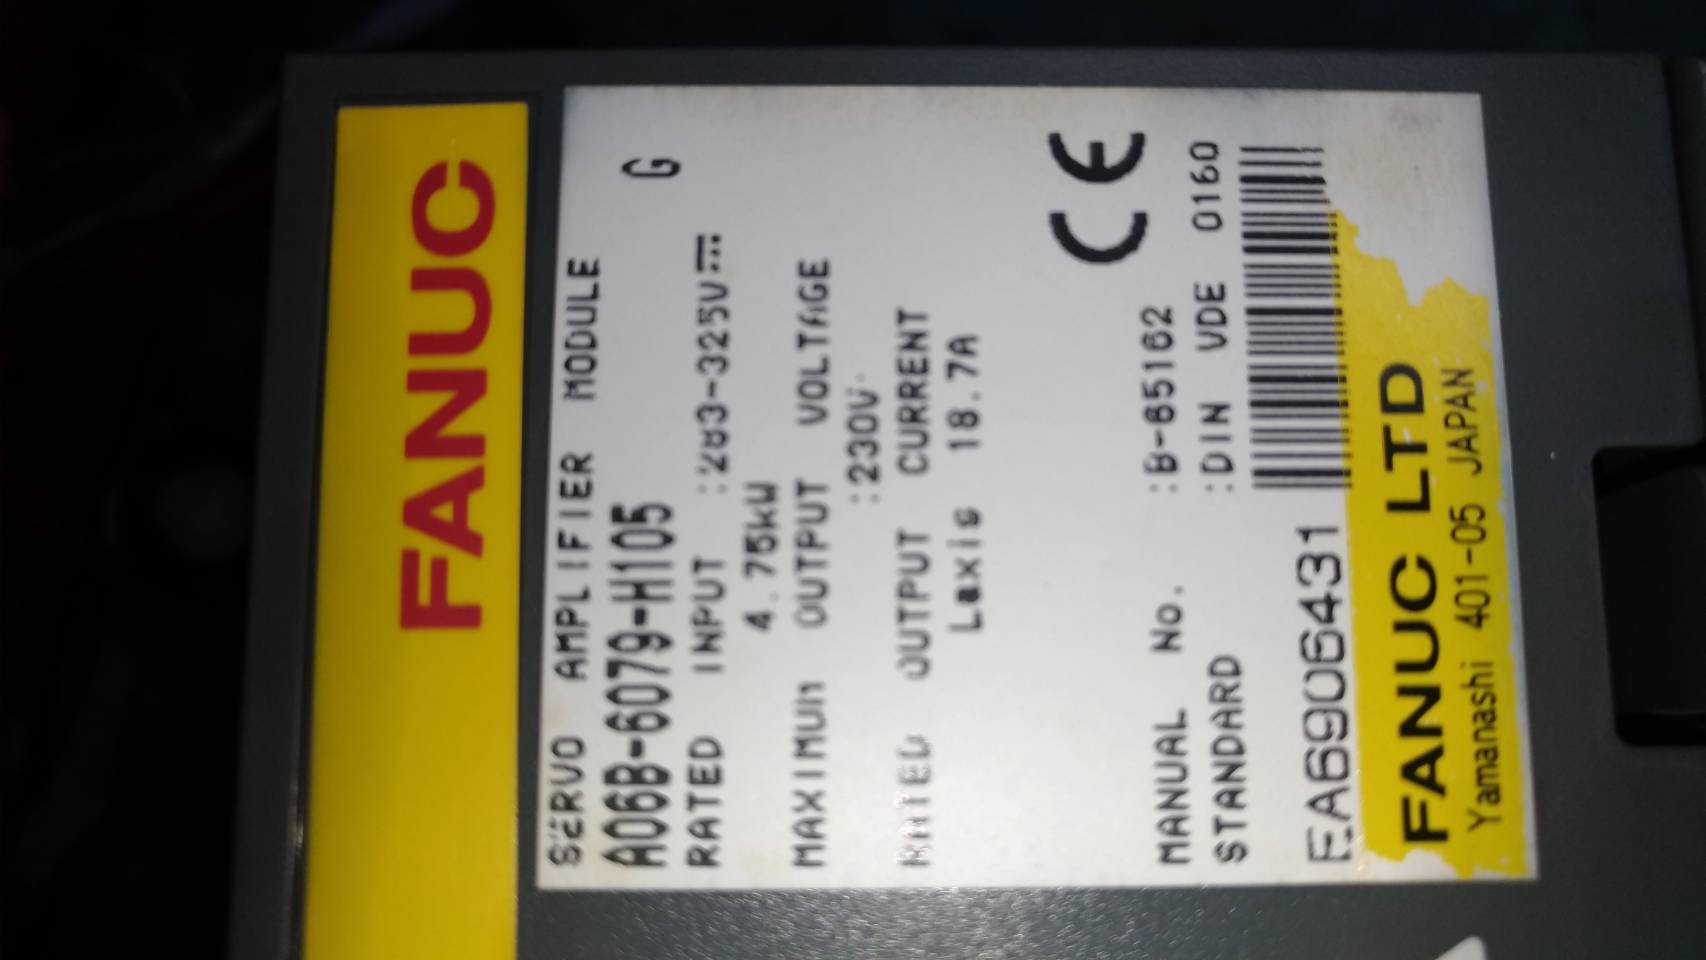 FANUC
SERVO AMPLIFIER MODULE
A06B-6079-H105 G
RATED INPUT :283-325V
4.75kW
MAXIMUM OUTPUT VOLTAGE
:230V
RATED OUTPUT CURRENT
Laxis 18.7A
CE
MANUAL No. :B-65162
STANDARD :DIN VDE 0160
EA6906431
FANUC LTD
Yamanashi 401-05 JAPAN